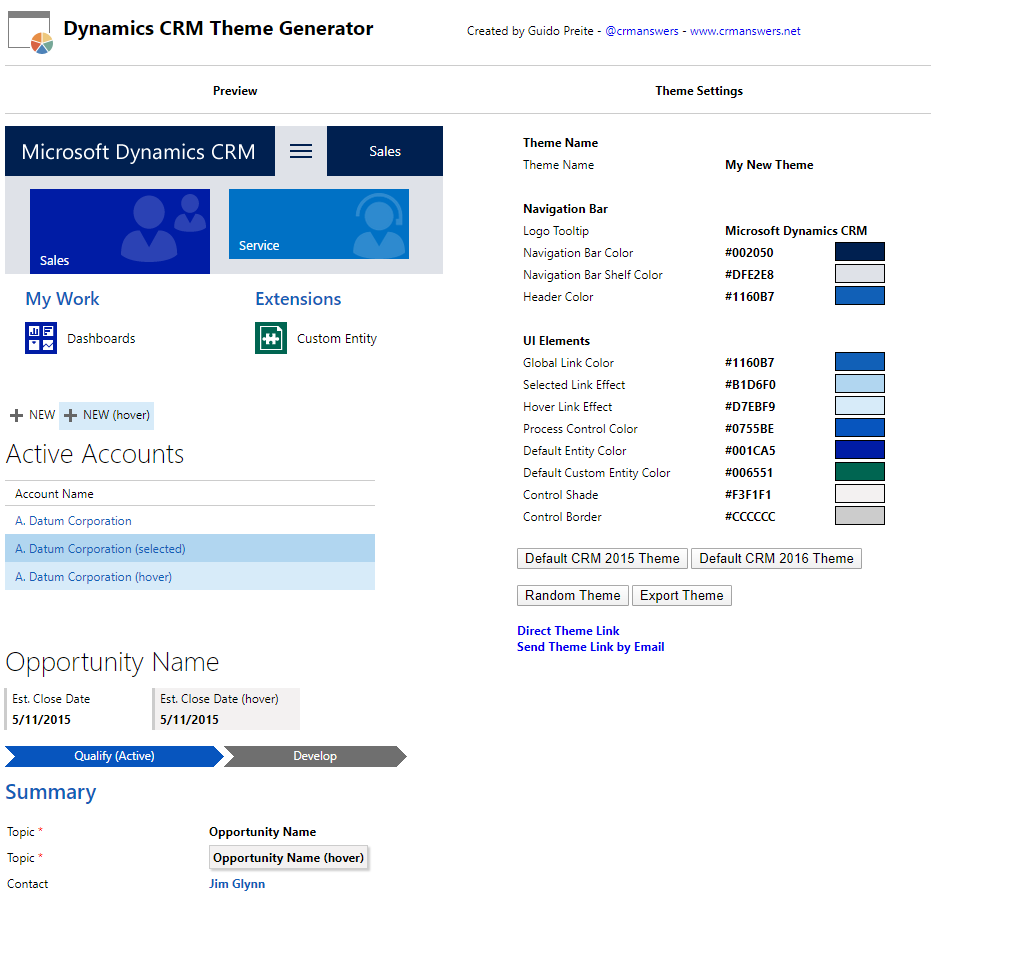 Dynamics CRM Theme Generator
Created by Guido Preite - @crmanswers - www.crmanswers.net
Preview
Theme Settings
Microsoft Dynamics CRM
Sales
Sales
Service
My Work
Extensions
Dashboards
Custom Entity
NEW
NEW (hover)
Active Accounts
Account Name
A. Datum Corporation
A. Datum Corporation (selected)
A. Datum Corporation (hover)
Opportunity Name
Est. Close Date
5/11/2015
Est. Close Date (hover)
5/11/2015
Qualify (Active)
Develop
Summary
Topic *
Opportunity Name
Topic *
Opportunity Name (hover)
Contact
Jim Glynn
Theme Name
Theme Name
My New Theme
Navigation Bar
Logo Tooltip
Microsoft Dynamics CRM
Navigation Bar Color
#002050
Navigation Bar Shelf Color
#DFE2E8
Header Color
#1160B7
UI Elements
Global Link Color
#1160B7
Selected Link Effect
#B1D6F0
Hover Link Effect
#D7EBF9
Process Control Color
#0755BE
Default Entity Color
#001CA5
Default Custom Entity Color
#006551
Control Shade
#F3F1F1
Control Border
#CCCCCC
Default CRM 2015 Theme
Default CRM 2016 Theme
Random Theme
Export Theme
Direct Theme Link
Send Theme Link by Email